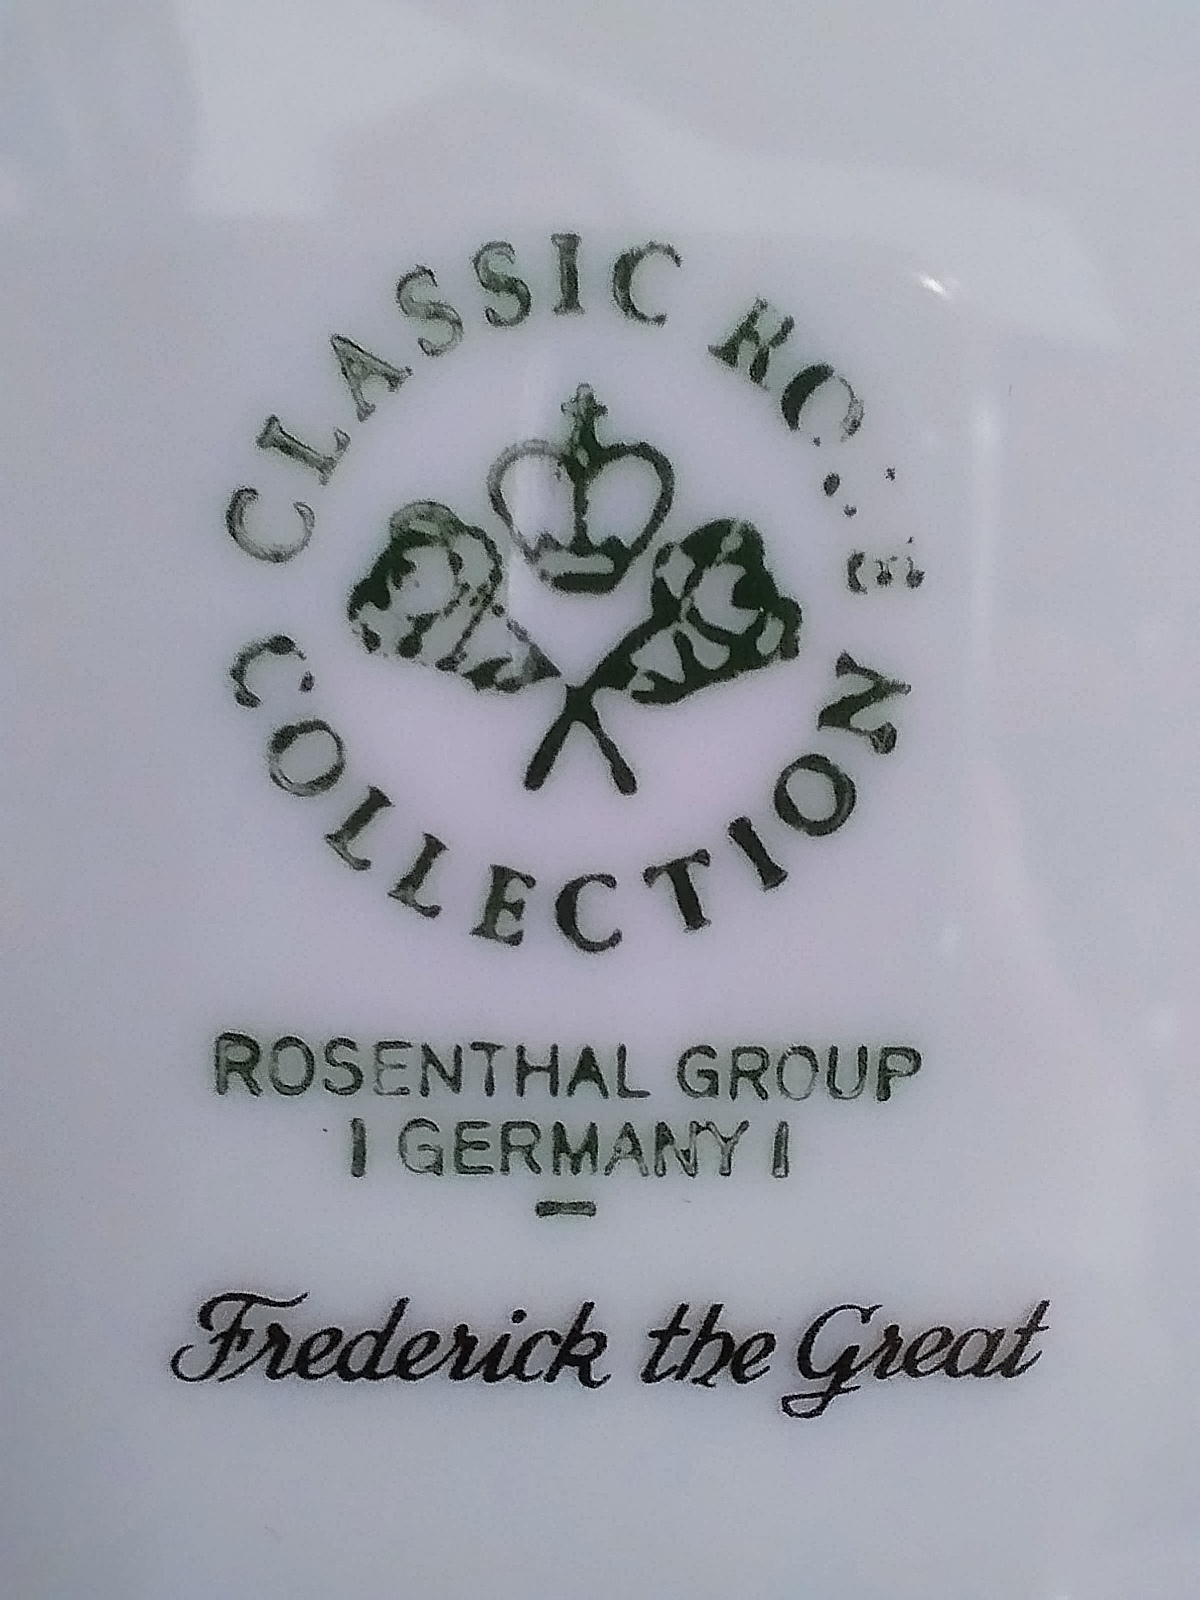 CLASSIC
COLLECTION
ROSENTHAL GROUP
| GERMANY |
Frederick the Great